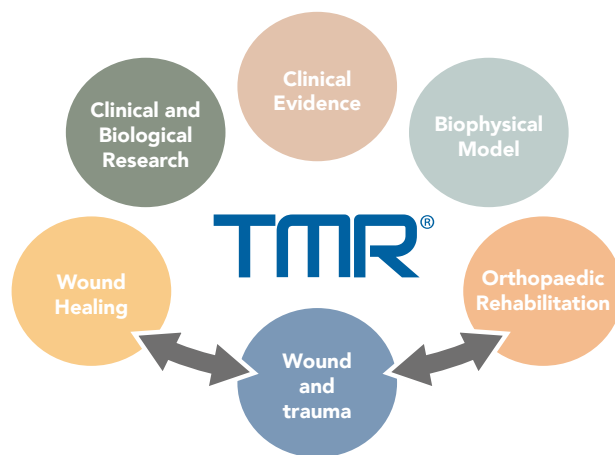 Clinical
Evidence
Clinical and
Biological
Research
Biophysical
Model
TMR®
Wound
Healing
Orthopaedic
Rehabilitation
Wound
and
trauma